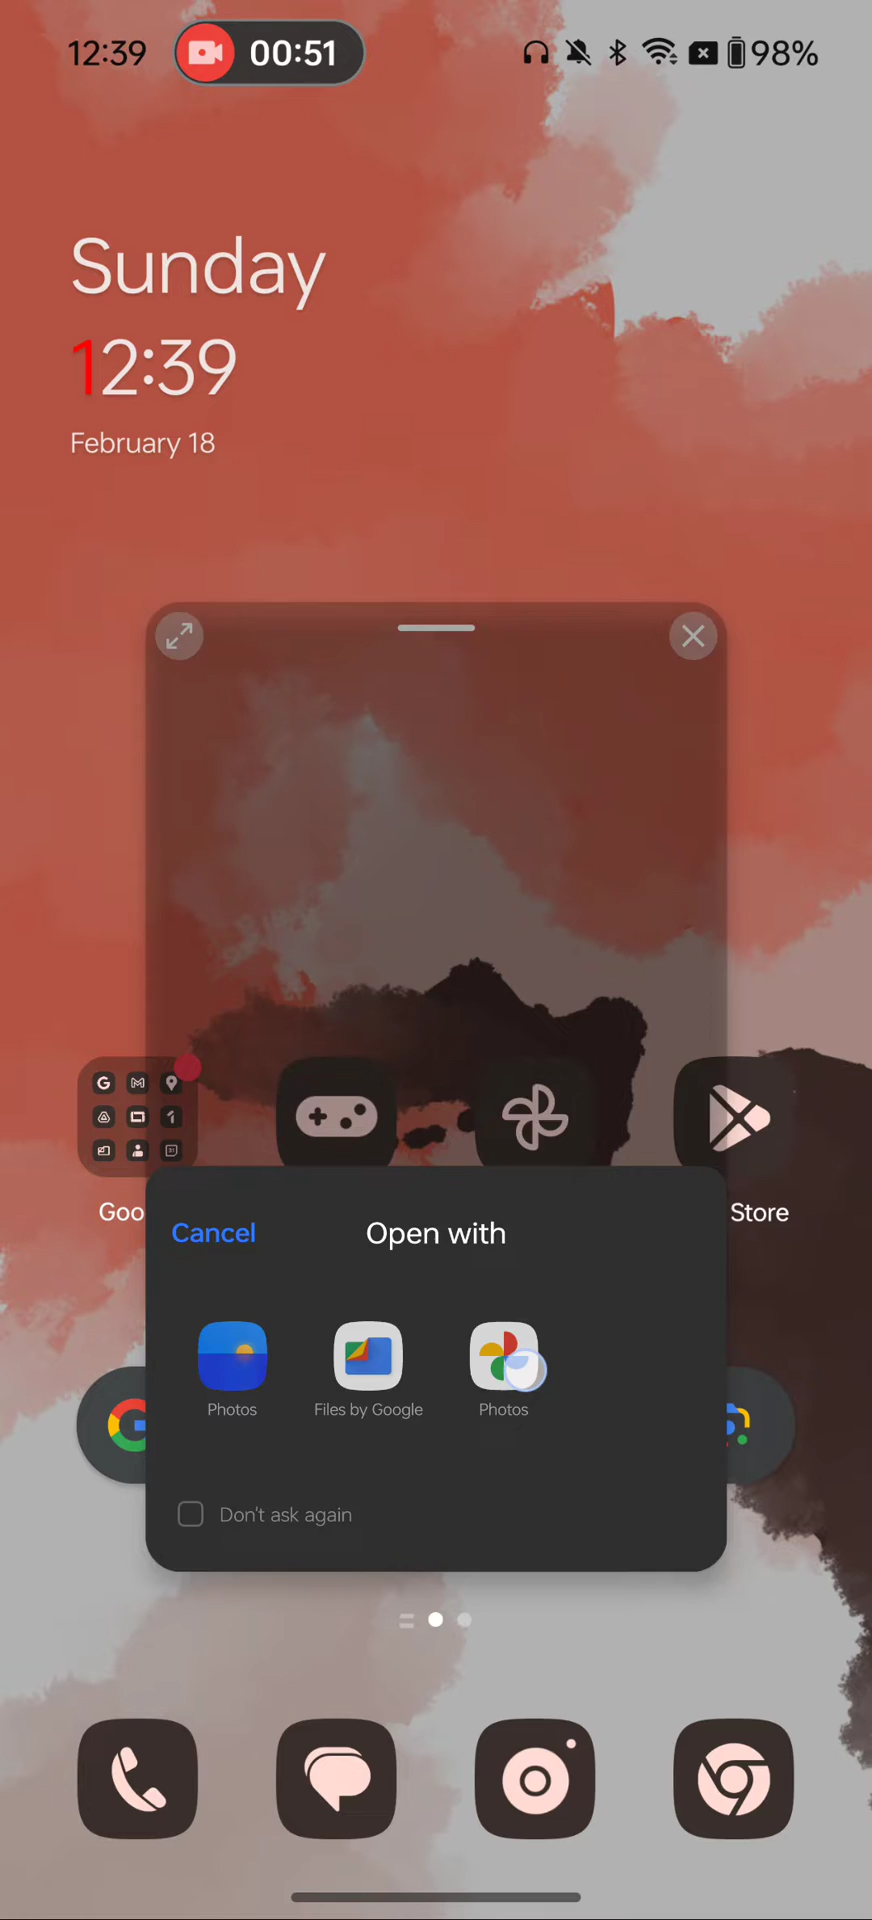 12:39
00:51
98%
Sunday
12:39
February 18
Goo
Store
Cancel
Open with
Photos
Files by Google
Photos
Don't ask again